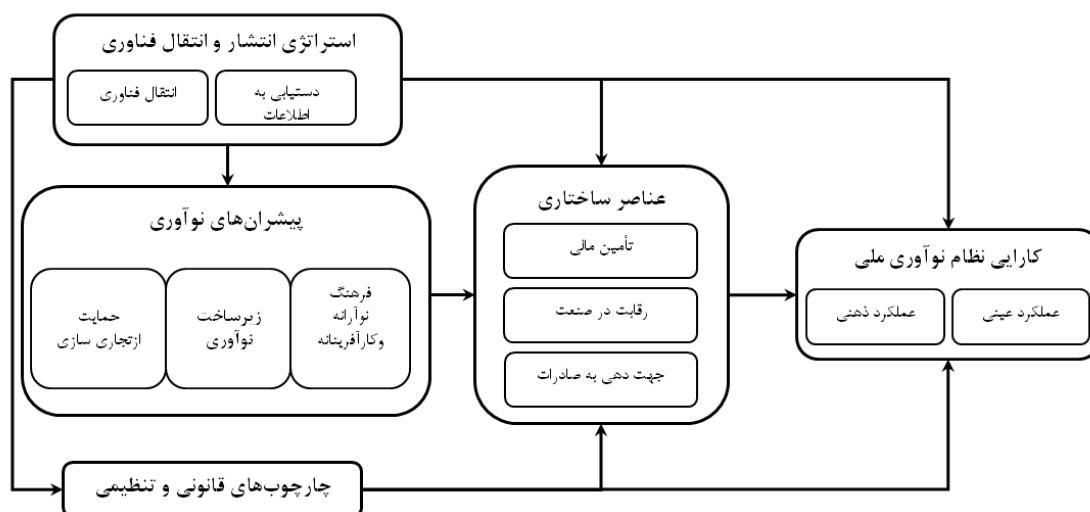 استراتژی انتشار و انتقال فناوری
دستیابی به
اطلاعات
انتقال فناوری
پیشران‌های نوآوری
فرهنگ
نوآرانه
وکارآفرینانه
زیرساخت
نوآوری
حمایت
ازتجاری سازی
عناصر ساختاری
تأمین مالی
رقابت در صنعت
جهت دهی به صادرات
کارایی نظام نوآوری ملی
عملکرد عینی
عملکرد ذهنی
چارچوب‌های قانونی و تنظیمی